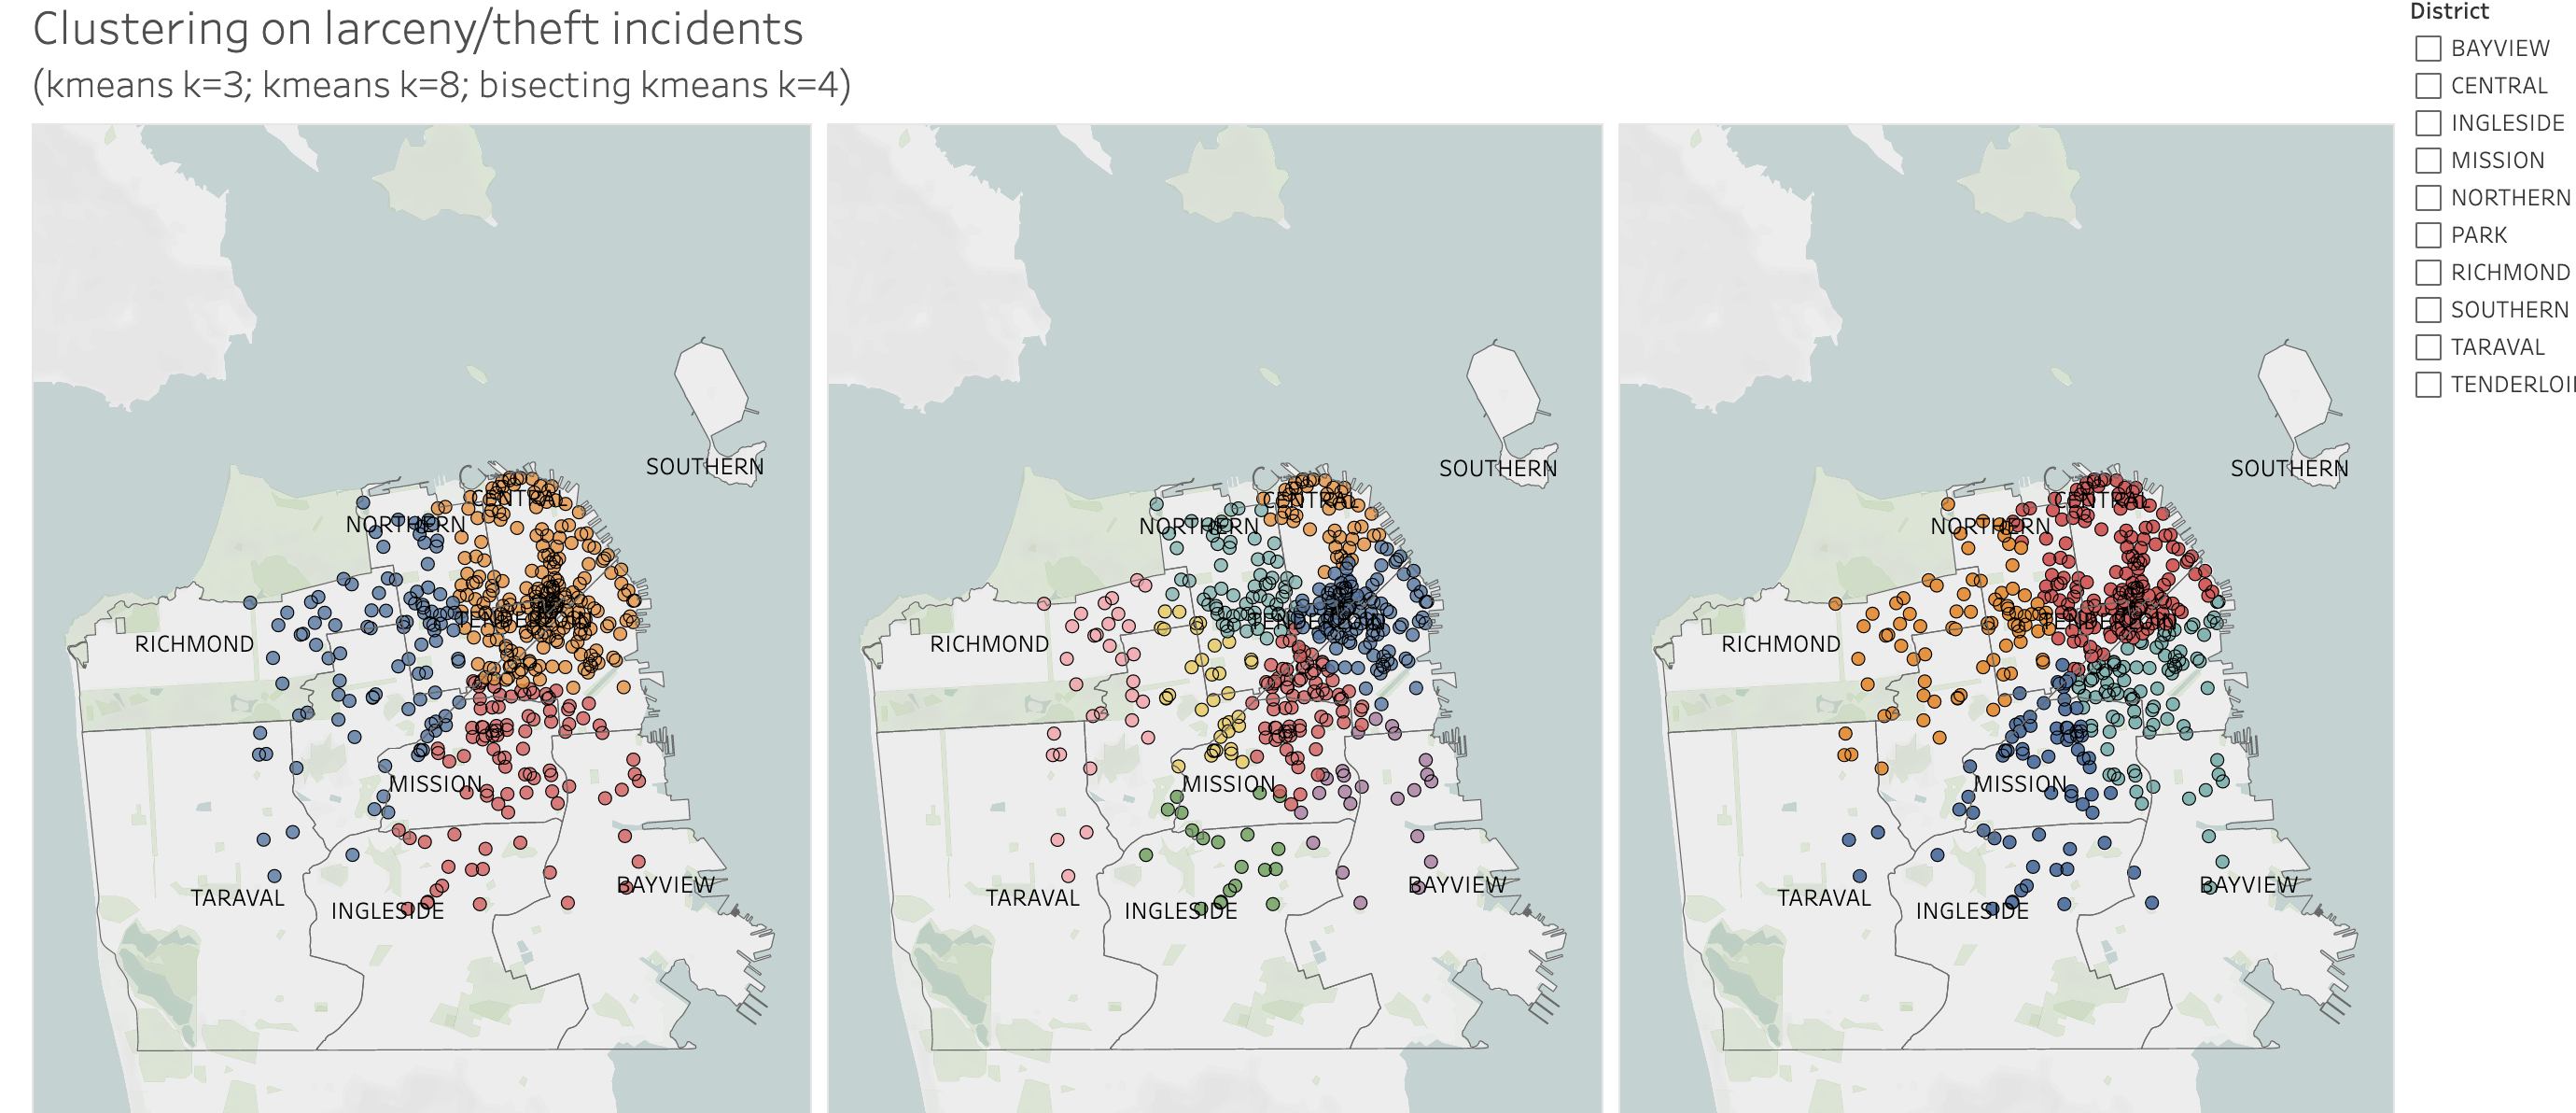 Clustering on larceny/theft incidents
(kmeans k=3; kmeans k=8; bisecting kmeans k=4)
District
BAYVIEW
CENTRAL
INGLESIDE
MISSION
NORTHERN
PARK
RICHMOND
SOUTHERN
TARAVAL
TENDERLOI
SOUTHERN
CENTRAL
NORTHERN
TENDERLOIN
RICHMOND
MISSION
BAYVIEW
TARAVAL
INGLESIDE
SOUTHERN
CENTRAL
NORTHERN
TENDERLOIN
RICHMOND
MISSION
BAYVIEW
TARAVAL
INGLESIDE
SOUTHERN
CENTRAL
NORTHERN
TENDERLOIN
RICHMOND
MISSION
BAYVIEW
TARAVAL
INGLESIDE